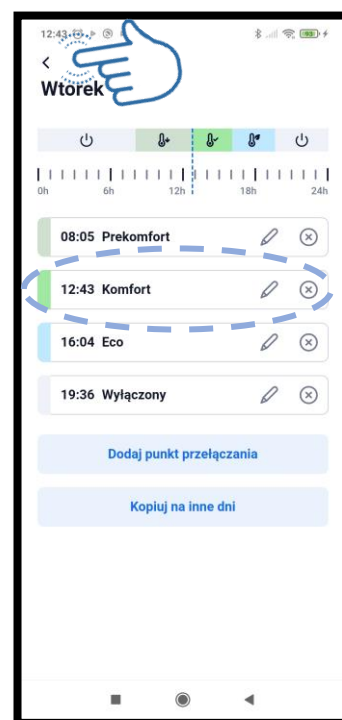 12:43
Wtorek
0h 6h 12h 18h 24h
08:05 Prekomfort
12:43 Komfort
16:04 Eco
19:36 Wyłączony
Dodaj punkt przełączania
Kopiuj na inne dni